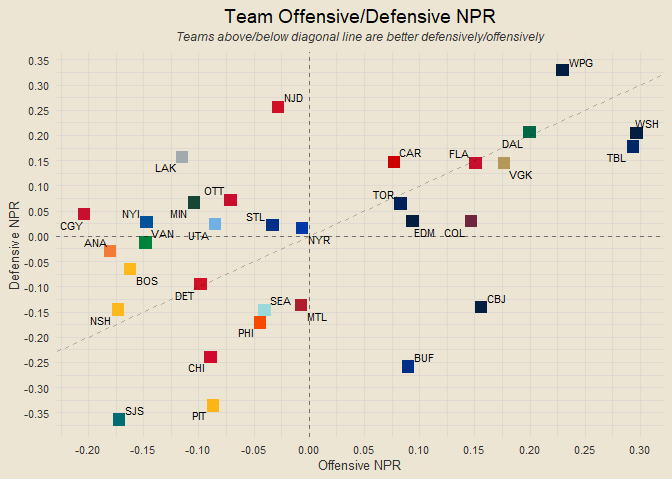 Team Offensive/Defensive NPR
Teams above/below diagonal line are better defensively/offensively
0.35
WPG
0.30
NJD
0.25
WSH
0.20
DAL
TBL
LAK
CAR
FLA
0.15
VGK
0.10
OTT
TOR
0.05
CGY
NYI
MIN
UTA
STL
NYR
EDM
COL
0.00
ANA
VAN
-0.05
BOS
-0.10
DET
SEA
CBJ
-0.15
NSH
PHI
MTL
-0.20
CHI
BUF
-0.25
-0.30
SJS
PIT
-0.35
Defensive NPR
-0.20 -0.15 -0.10 -0.05 0.00 0.05 0.10 0.15 0.20 0.25 0.30
Offensive NPR